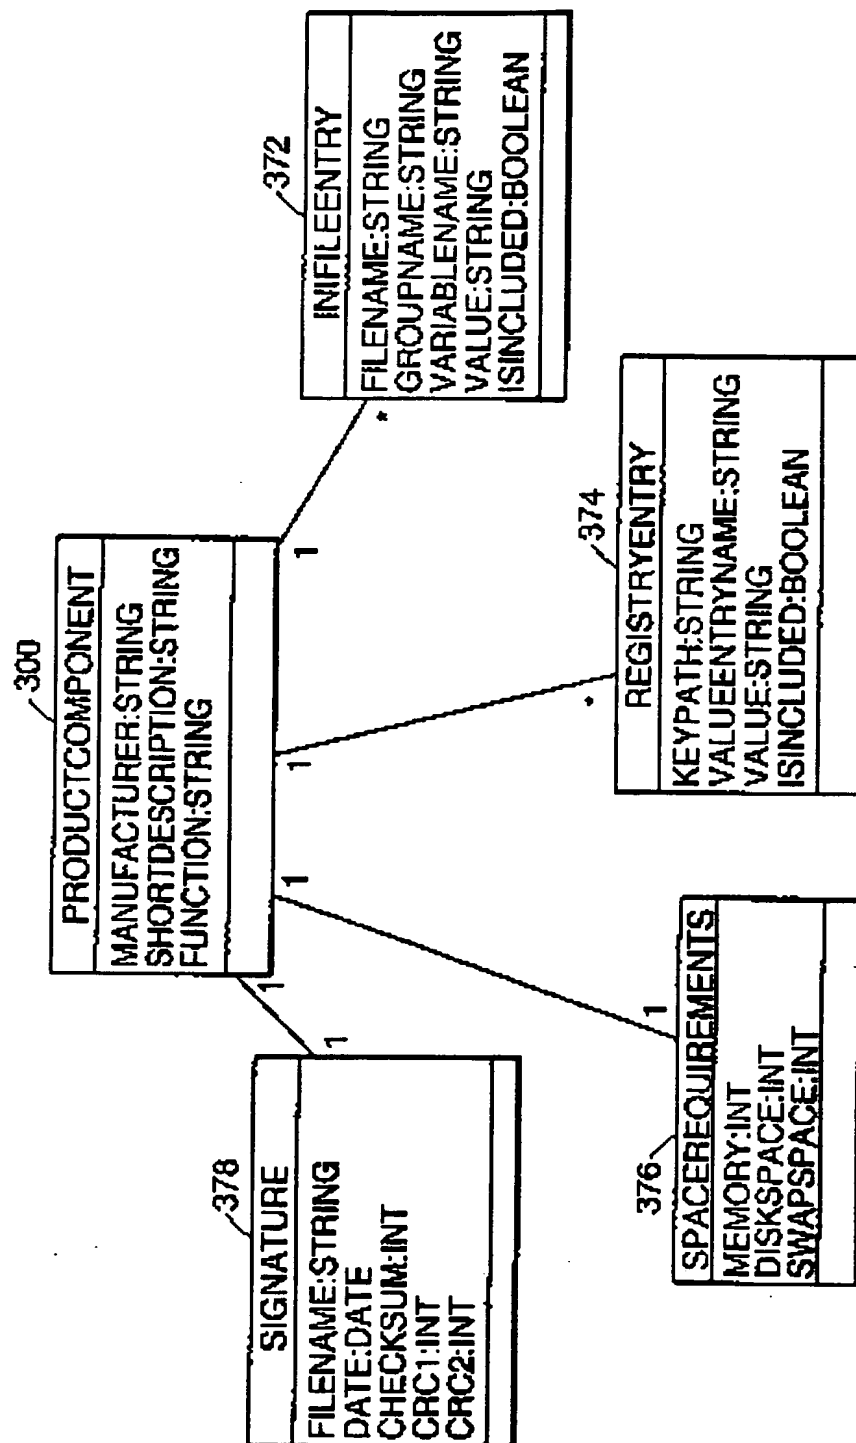 300
PRODUCTCOMPONENT
MANUFACTURER:STRING
SHORTDESCRIPTION:STRING
FUNCTION:STRING
1
1
1
1
378
SIGNATURE
FILENAME:STRING
DATE:DATE
CHECKSUM:INT
CRC1:INT
CRC2:INT
1
376
SPACEREQUIREMENTS
MEMORY:INT
DISKSPACE:INT
SWAPSPACE:INT
1
374
REGISTRYENTRY
KEYPATH:STRING
VALUEENTRYNAME:STRING
VALUE:STRING
ISINCLUDED:BOOLEAN
*
372
INIFILEENTRY
FILENAME:STRING
GROUPNAME:STRING
VARIABLENAME:STRING
VALUE:STRING
ISINCLUDED:BOOLEAN
*